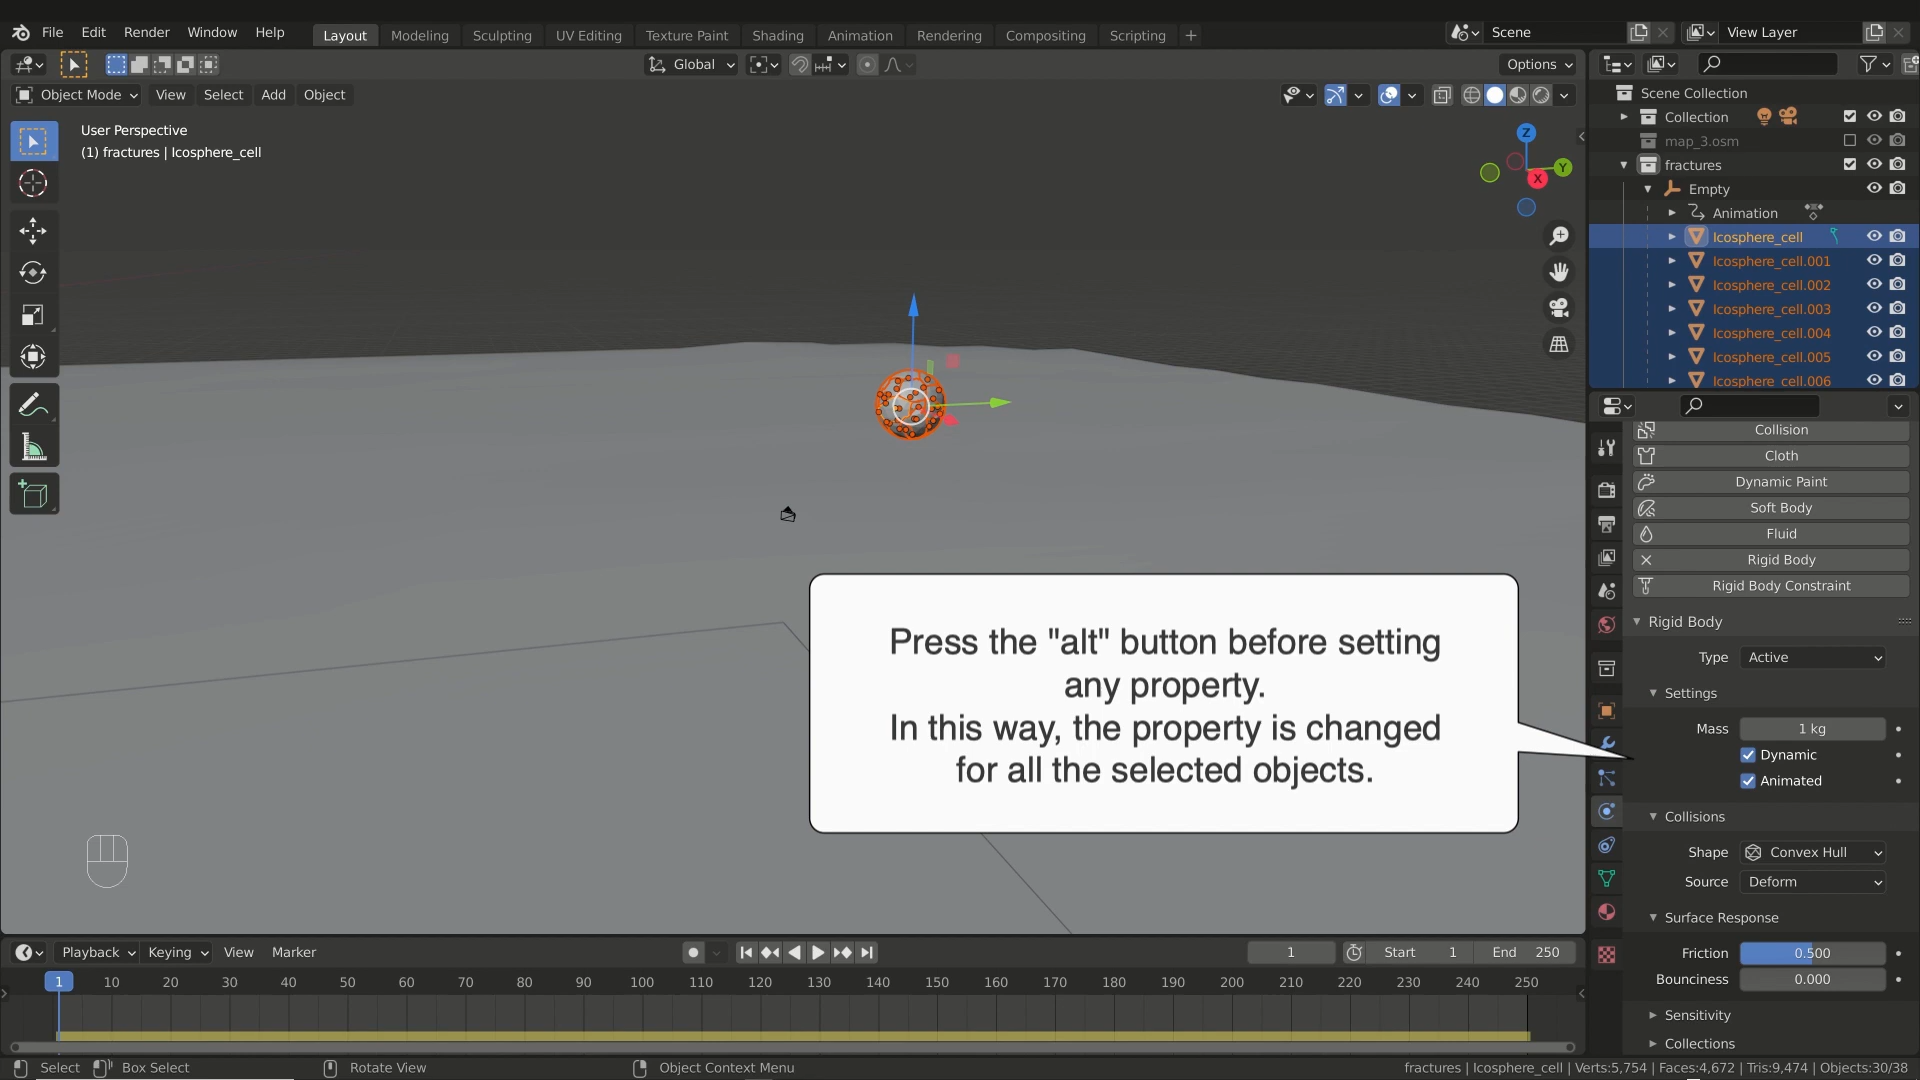 File Edit Render Window Help
Layout Modeling Sculpting UV Editing Texture Paint Shading Animation Rendering Compositing Scripting +
Scene
View Layer
Global
Options
Object Mode View Select Add Object
User Perspective
(1) fractures | Icosphere_cell
Z
Y
X
Scene Collection
Collection
map_3.osm
fractures
Empty
Animation
Icosphere_cell
Icosphere_cell.001
Icosphere_cell.002
Icosphere_cell.003
Icosphere_cell.004
Icosphere_cell.005
Icosphere_cell.006
Collision
Cloth
Dynamic Paint
Soft Body
Fluid
Rigid Body
Rigid Body Constraint
Rigid Body
Type Active
Settings
Mass 1 kg
Dynamic
Animated
Collisions
Shape Convex Hull
Source Deform
Surface Response
Friction 0.500
Bounciness 0.000
Sensitivity
Collections
Press the "alt" button before setting
any property.
In this way, the property is changed
for all the selected objects.
Playback Keying View Marker
1 Start 1 End 250
1 10 20 30 40 50 60 70 80 90 100 110 120 130 140 150 160 170 180 190 200 210 220 230 240 250
Select Box Select Rotate View Object Context Menu
fractures | Icosphere_cell | Verts:5,754 | Faces:4,672 | Tris:9,474 | Objects:30/38